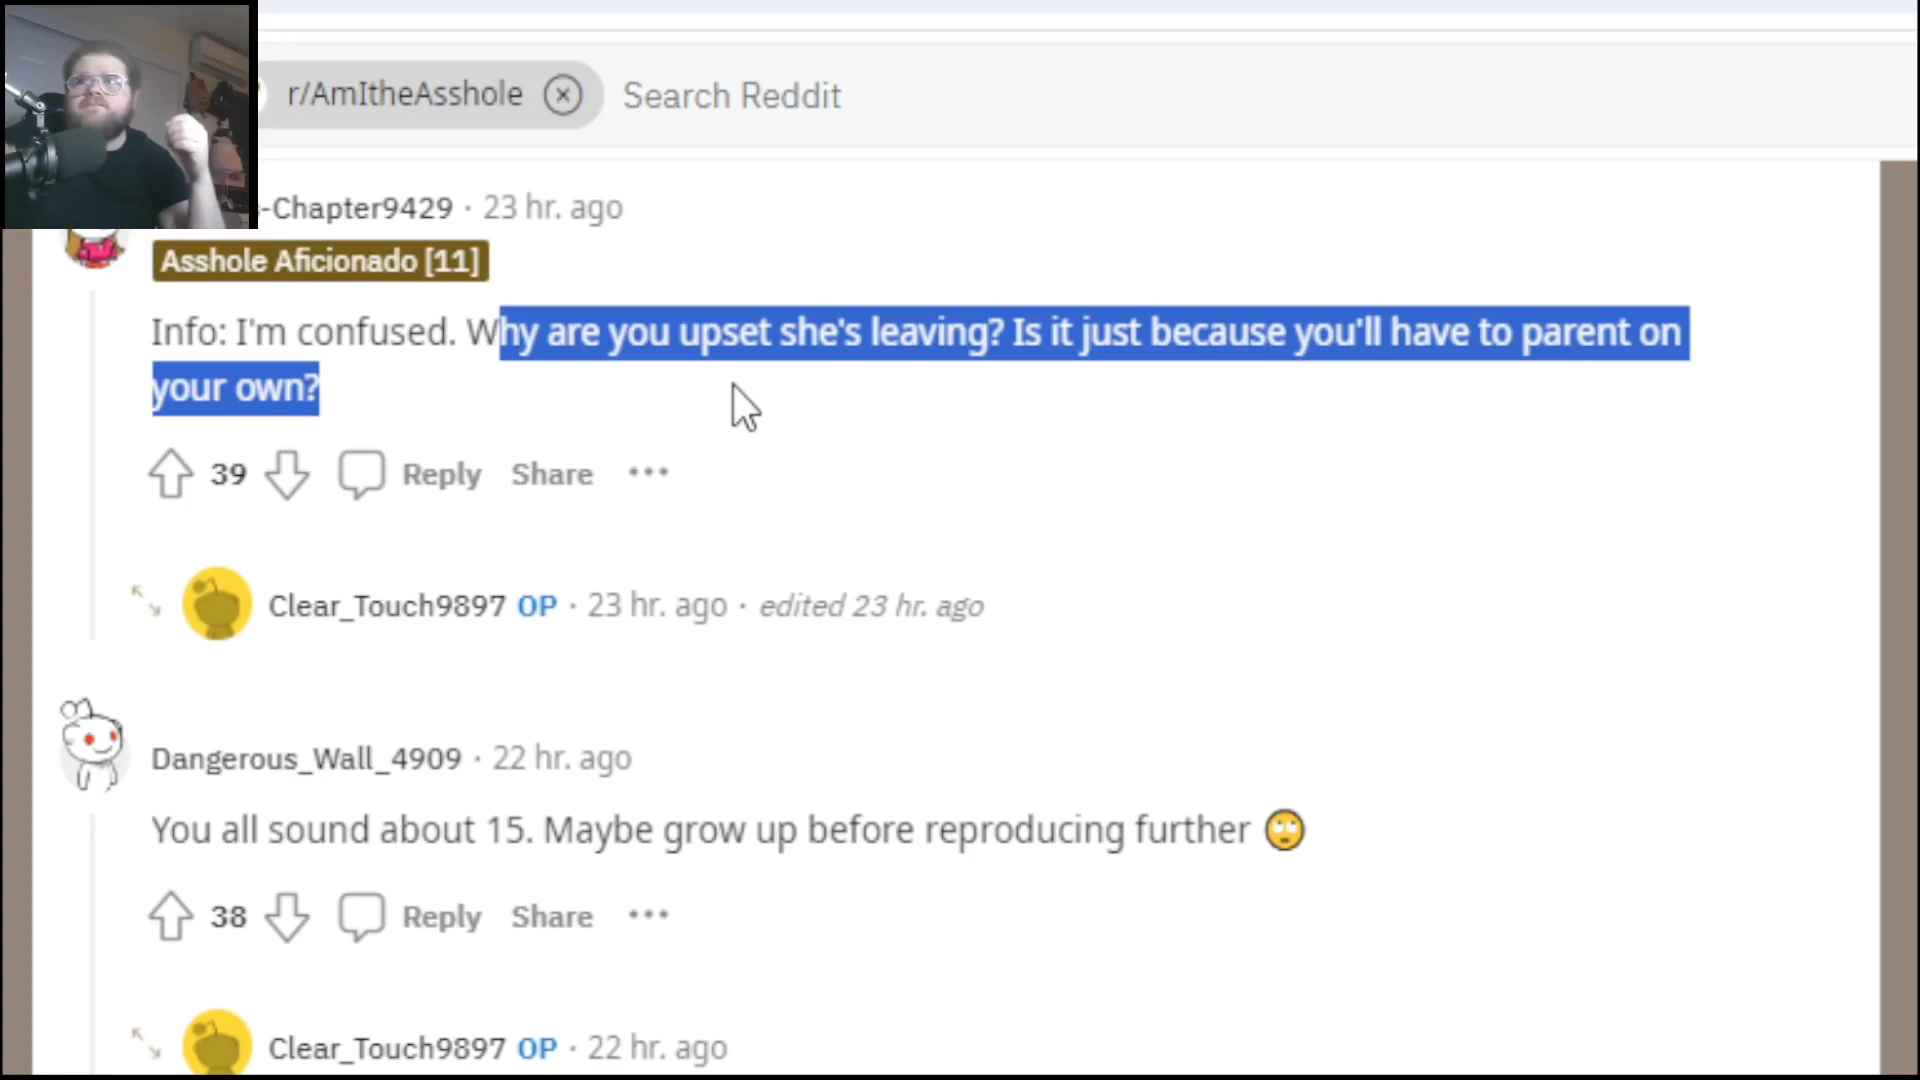 r/AmItheAsshole Search Reddit
-Chapter9429 · 23 hr. ago
Asshole Aficionado [11]
Info: I'm confused. Why are you upset she's leaving? Is it just because you'll have to parent on
your own?
39 Reply Share •••
Clear_Touch9897 OP · 23 hr. ago · edited 23 hr. ago
Dangerous_Wall_4909 · 22 hr. ago
You all sound about 15. Maybe grow up before reproducing further 🙄
38 Reply Share •••
Clear_Touch9897 OP · 22 hr. ago